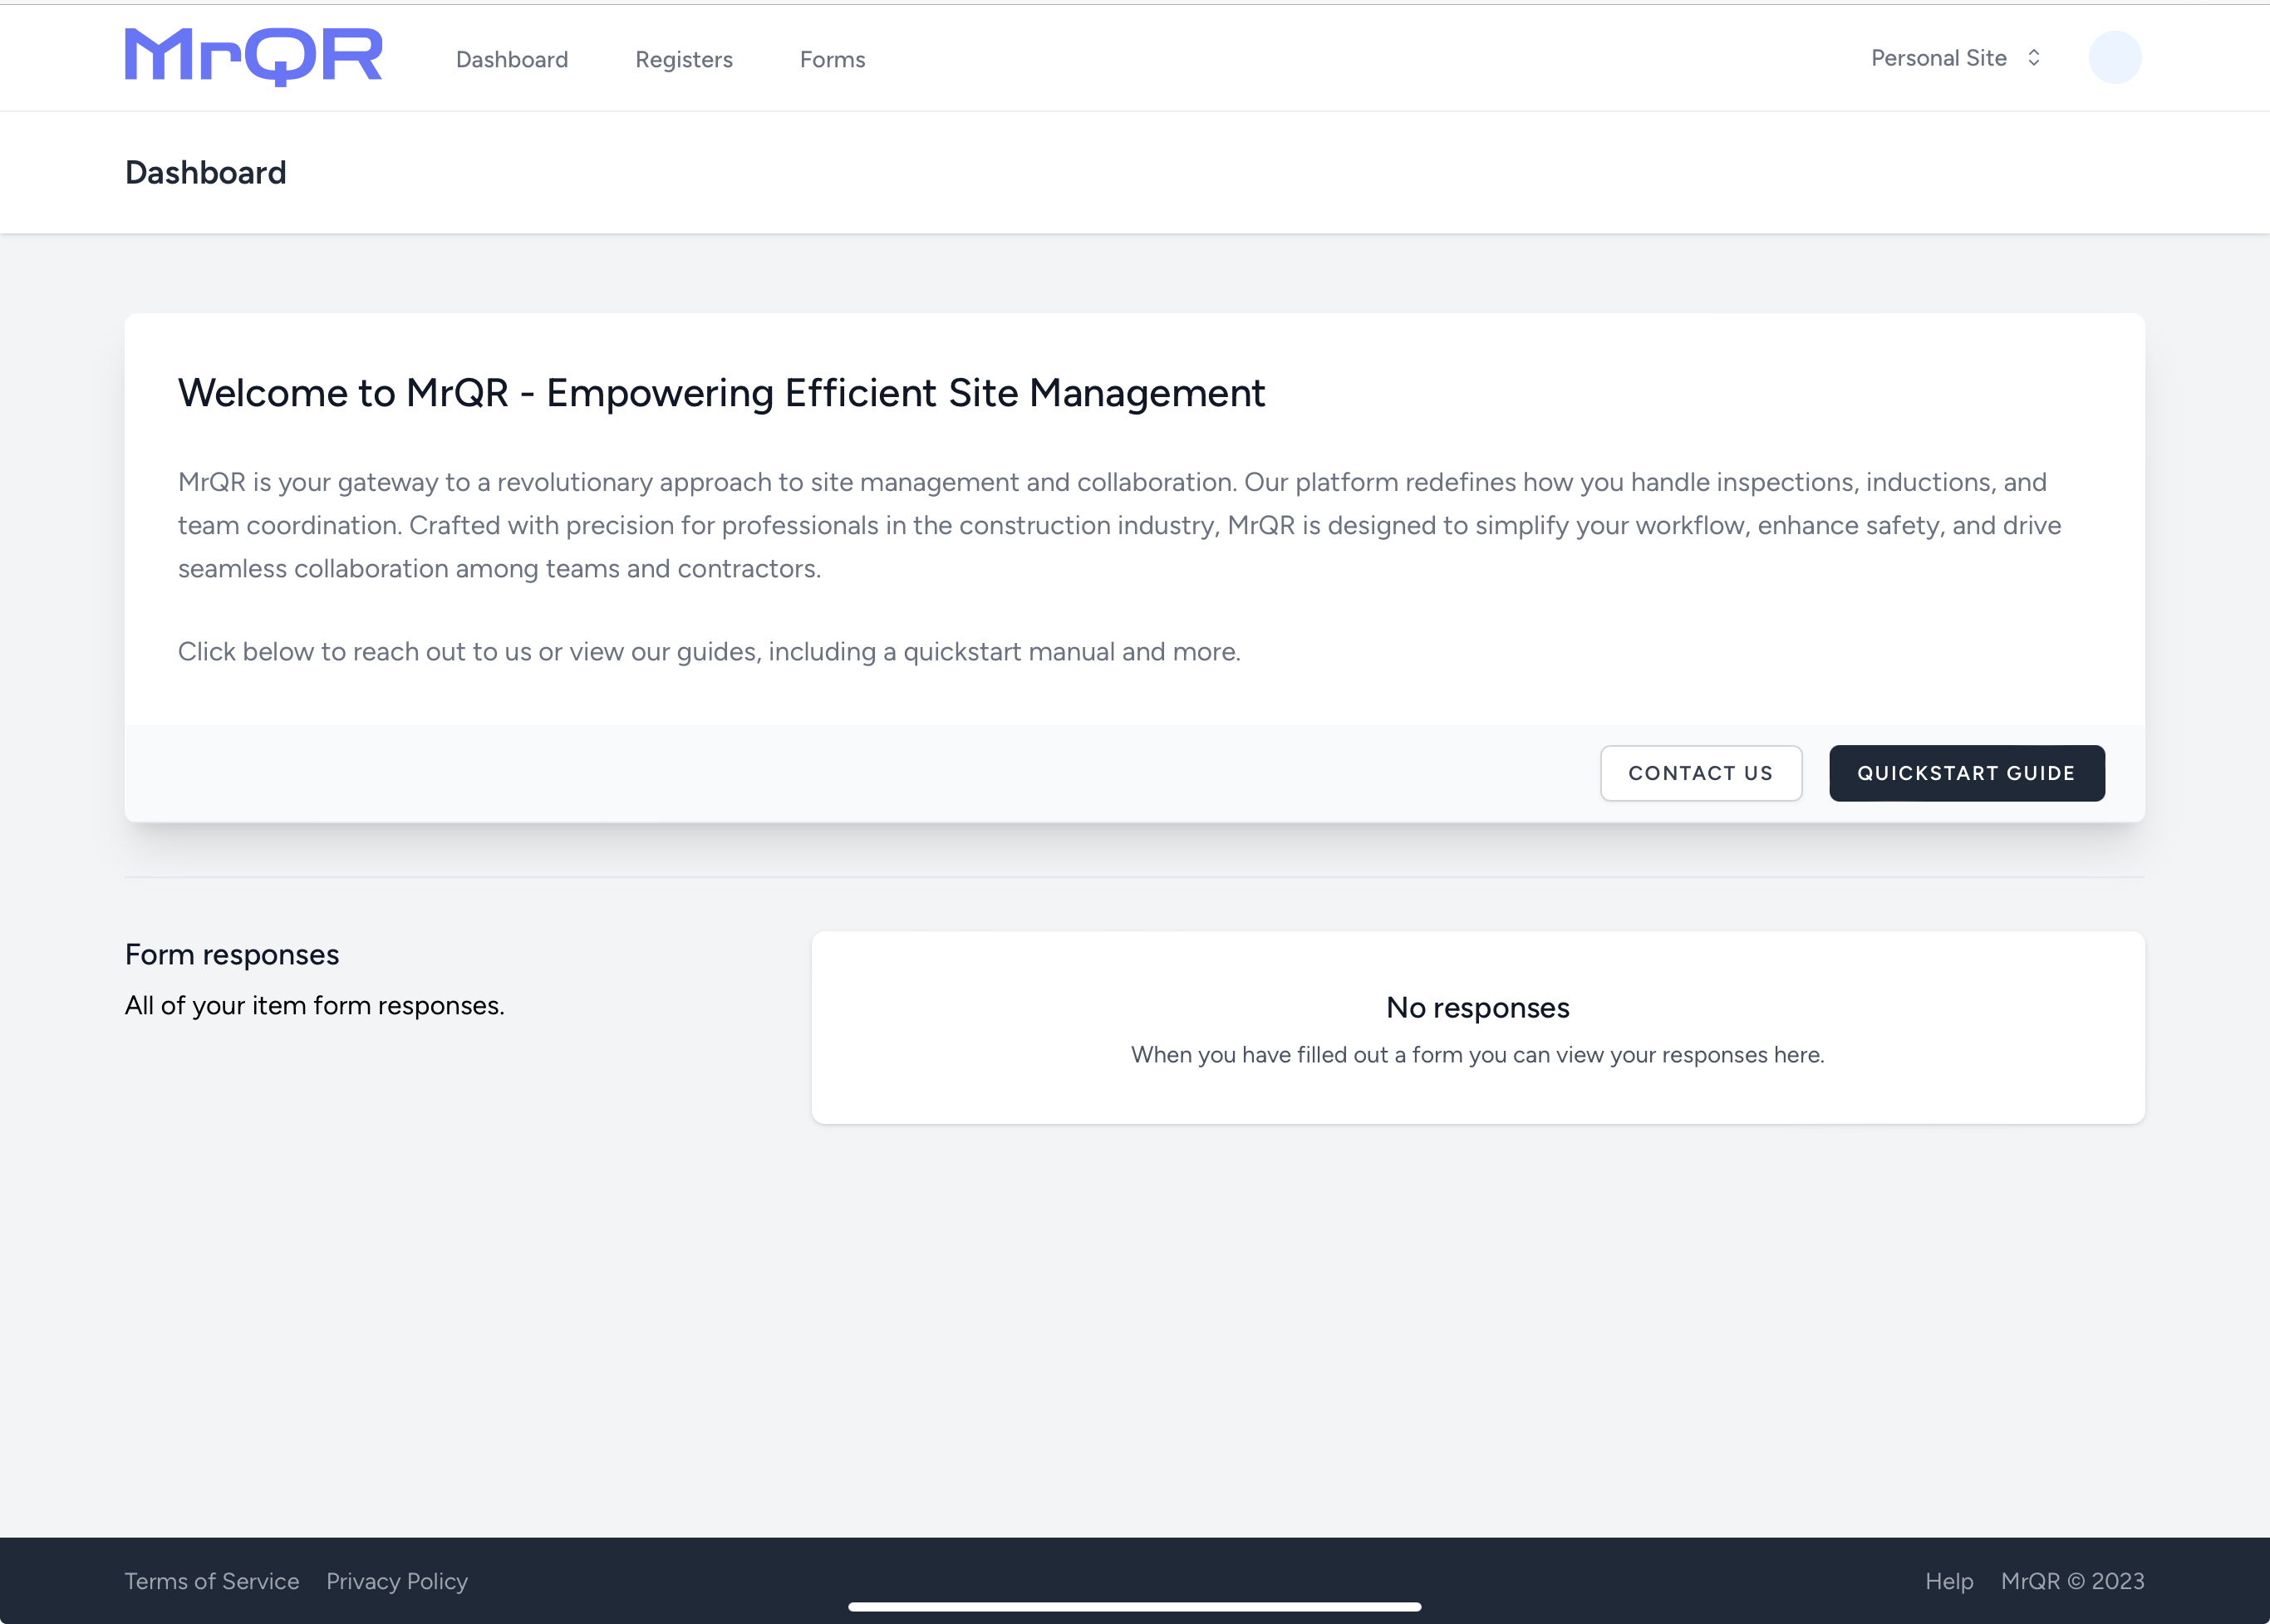 MrQR
Dashboard
Registers
Forms
Personal Site
Dashboard
Welcome to MrQR - Empowering Efficient Site Management
MrQR is your gateway to a revolutionary approach to site management and collaboration. Our platform redefines how you handle inspections, inductions, and
team coordination. Crafted with precision for professionals in the construction industry, MrQR is designed to simplify your workflow, enhance safety, and drive
seamless collaboration among teams and contractors.
Click below to reach out to us or view our guides, including a quickstart manual and more.
CONTACT US
QUICKSTART GUIDE
Form responses
All of your item form responses.
No responses
When you have filled out a form you can view your responses here.
Terms of Service
Privacy Policy
Help
MrQR © 2023